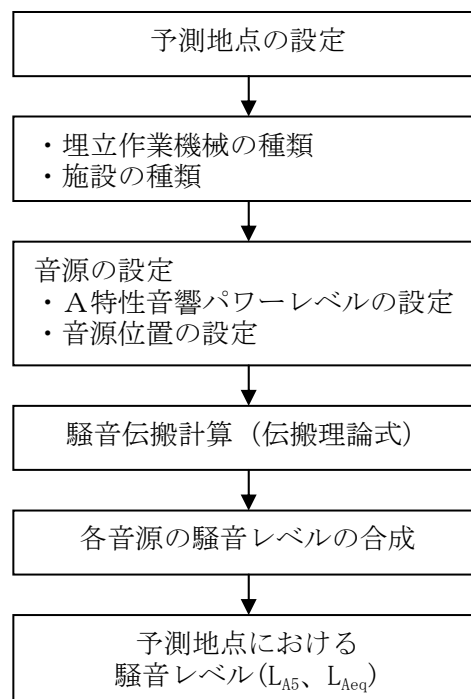 予測地点の設定
・埋立作業機械の種類
・施設の種類
音源の設定
・Ａ特性音響パワーレベルの設定
・音源位置の設定
騒音伝搬計算（伝搬理論式）
各音源の騒音レベルの合成
予測地点における
騒音レベル(LA5、LAeq)